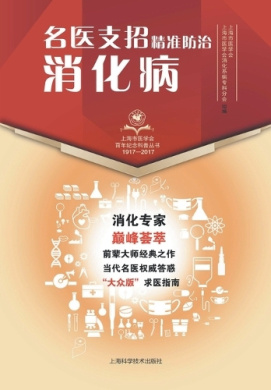 名医支招 精准防治
消化病
上海市医学会
上海市医学会消化系病专科分会
上海市医学会
百年纪念科普丛书
1917—2017
消化专家
巅峰荟萃
前辈大师经典之作
当代名医权威答惑
“大众版”求医指南
上海科学技术出版社